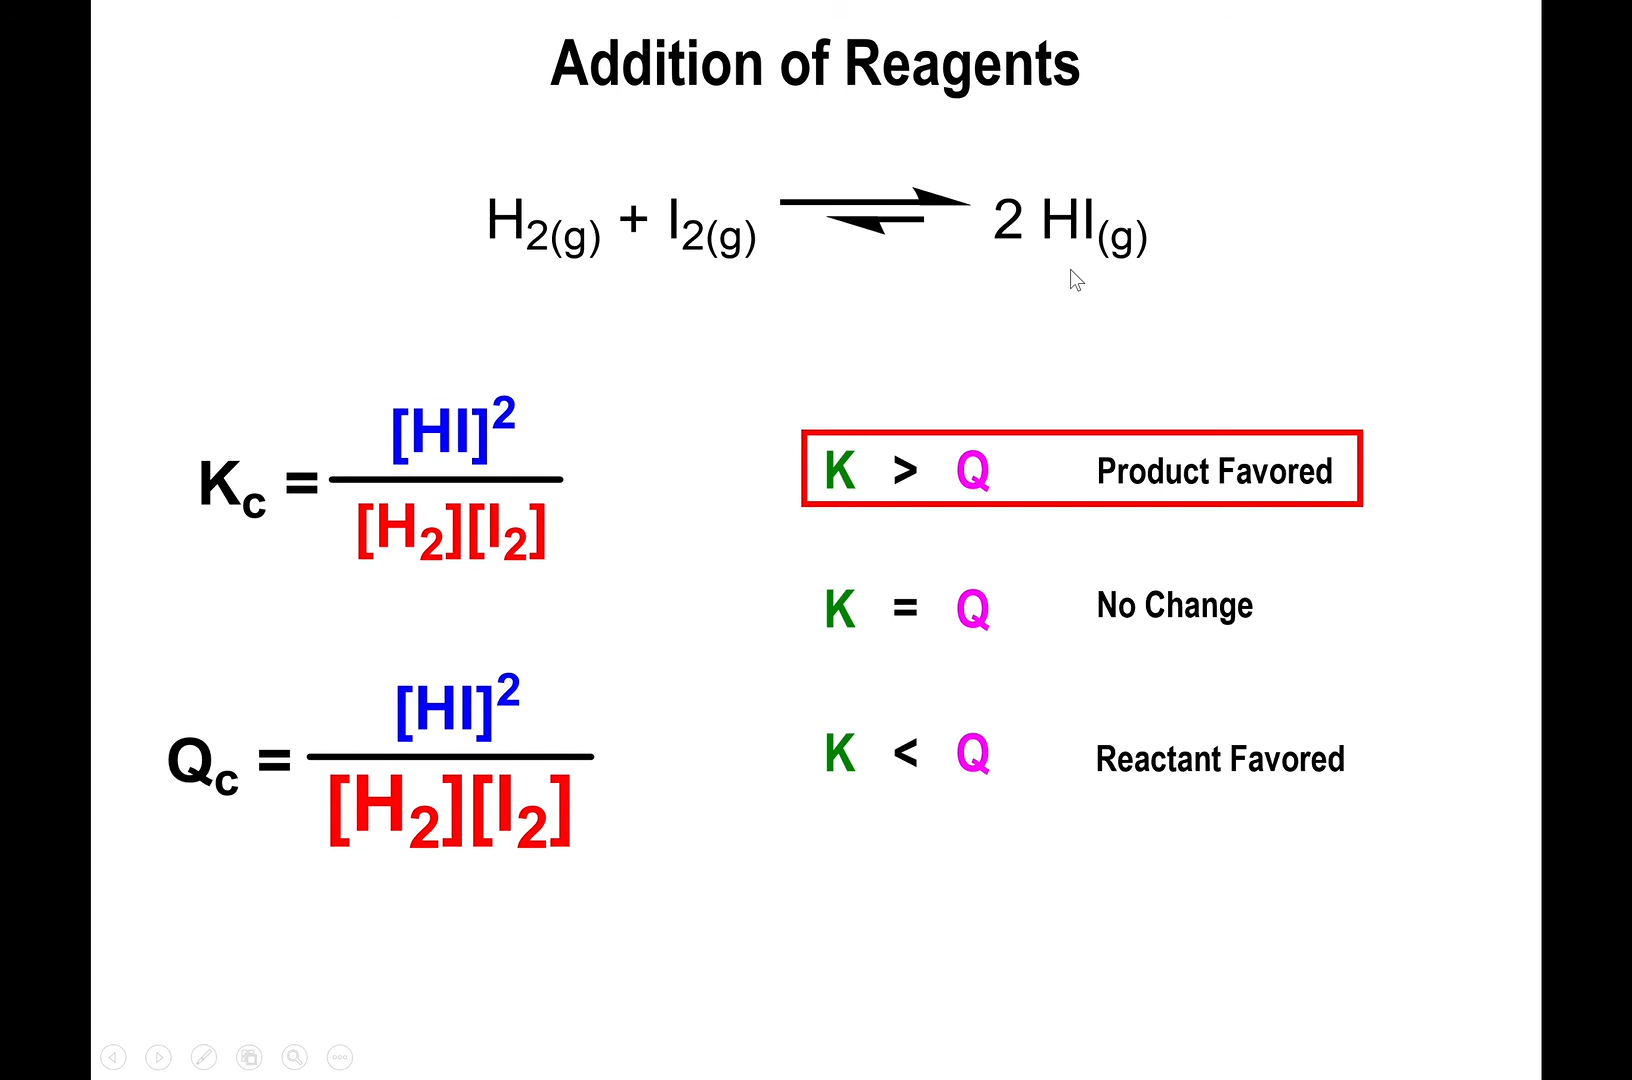 Addition of Reagents
H₂(g) + I₂(g) ⇌ 2 HI(g)
Kc = [HI]² / [H₂][I₂]
K > Q Product Favored
K = Q No Change
Qc = [HI]² / [H₂][I₂]
K < Q Reactant Favored